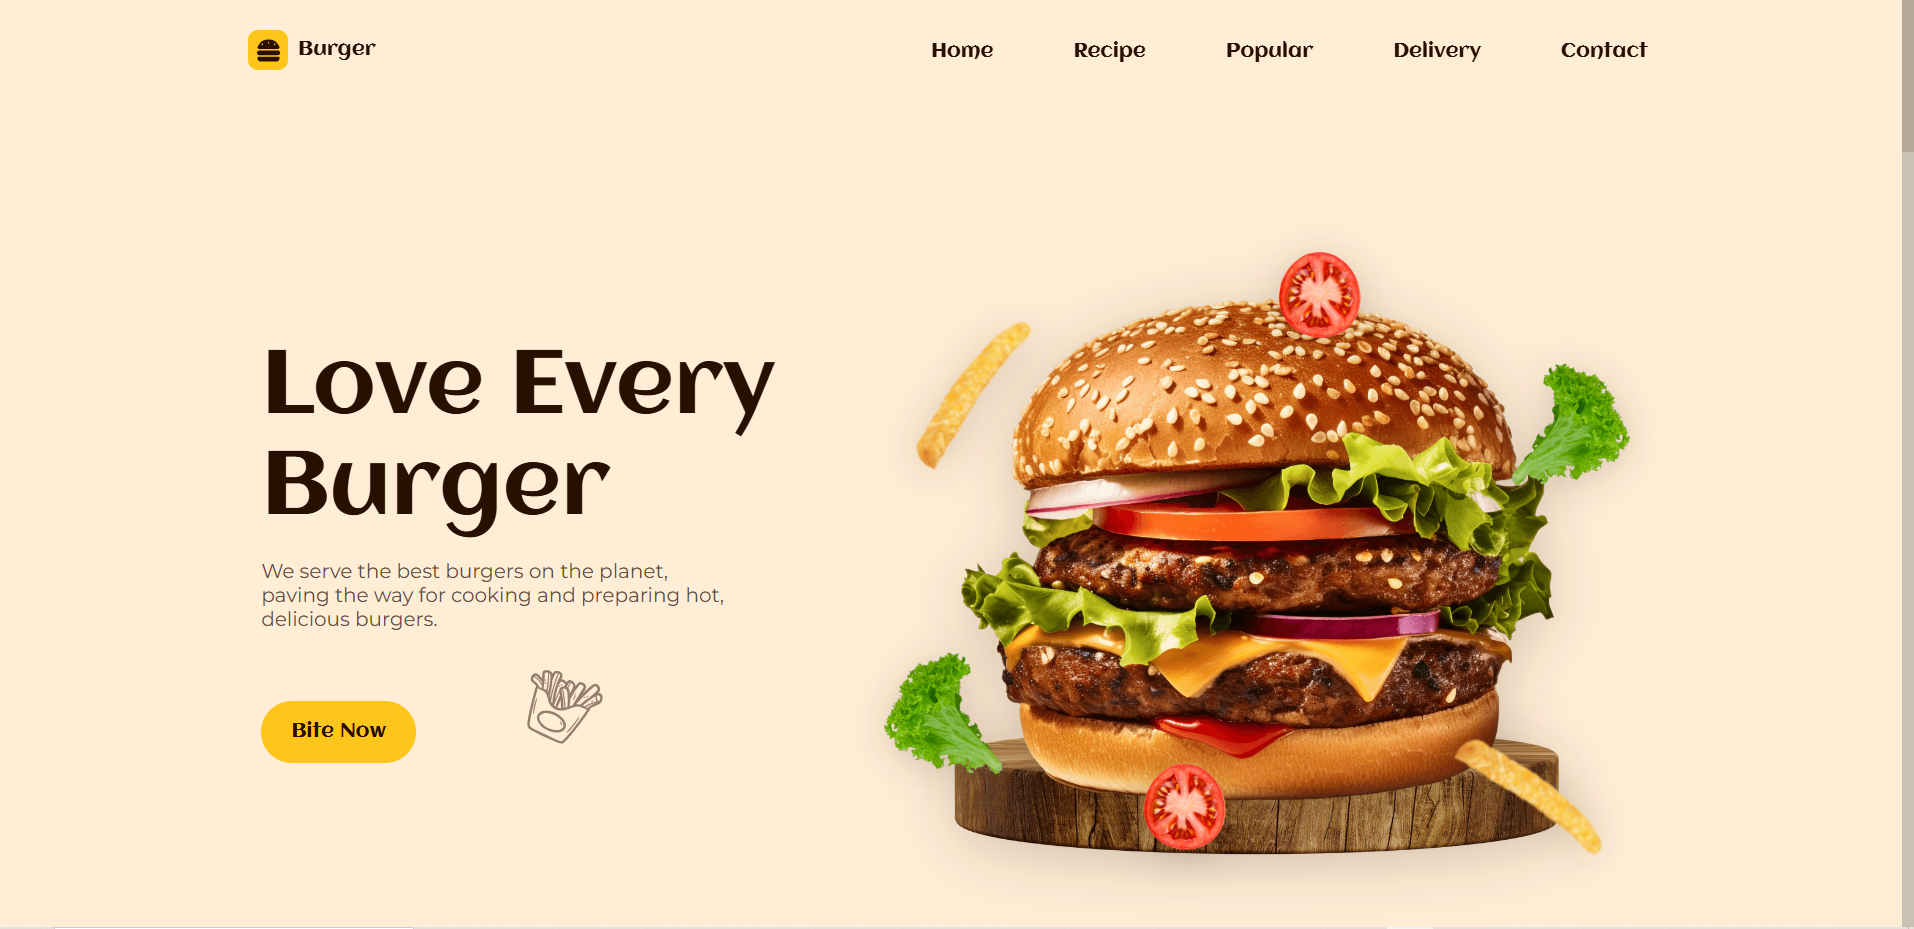 Burger
Home
Recipe
Popular
Delivery
Contact
Love Every
Burger
We serve the best burgers on the planet,
paving the way for cooking and preparing hot,
delicious burgers.
Bite Now